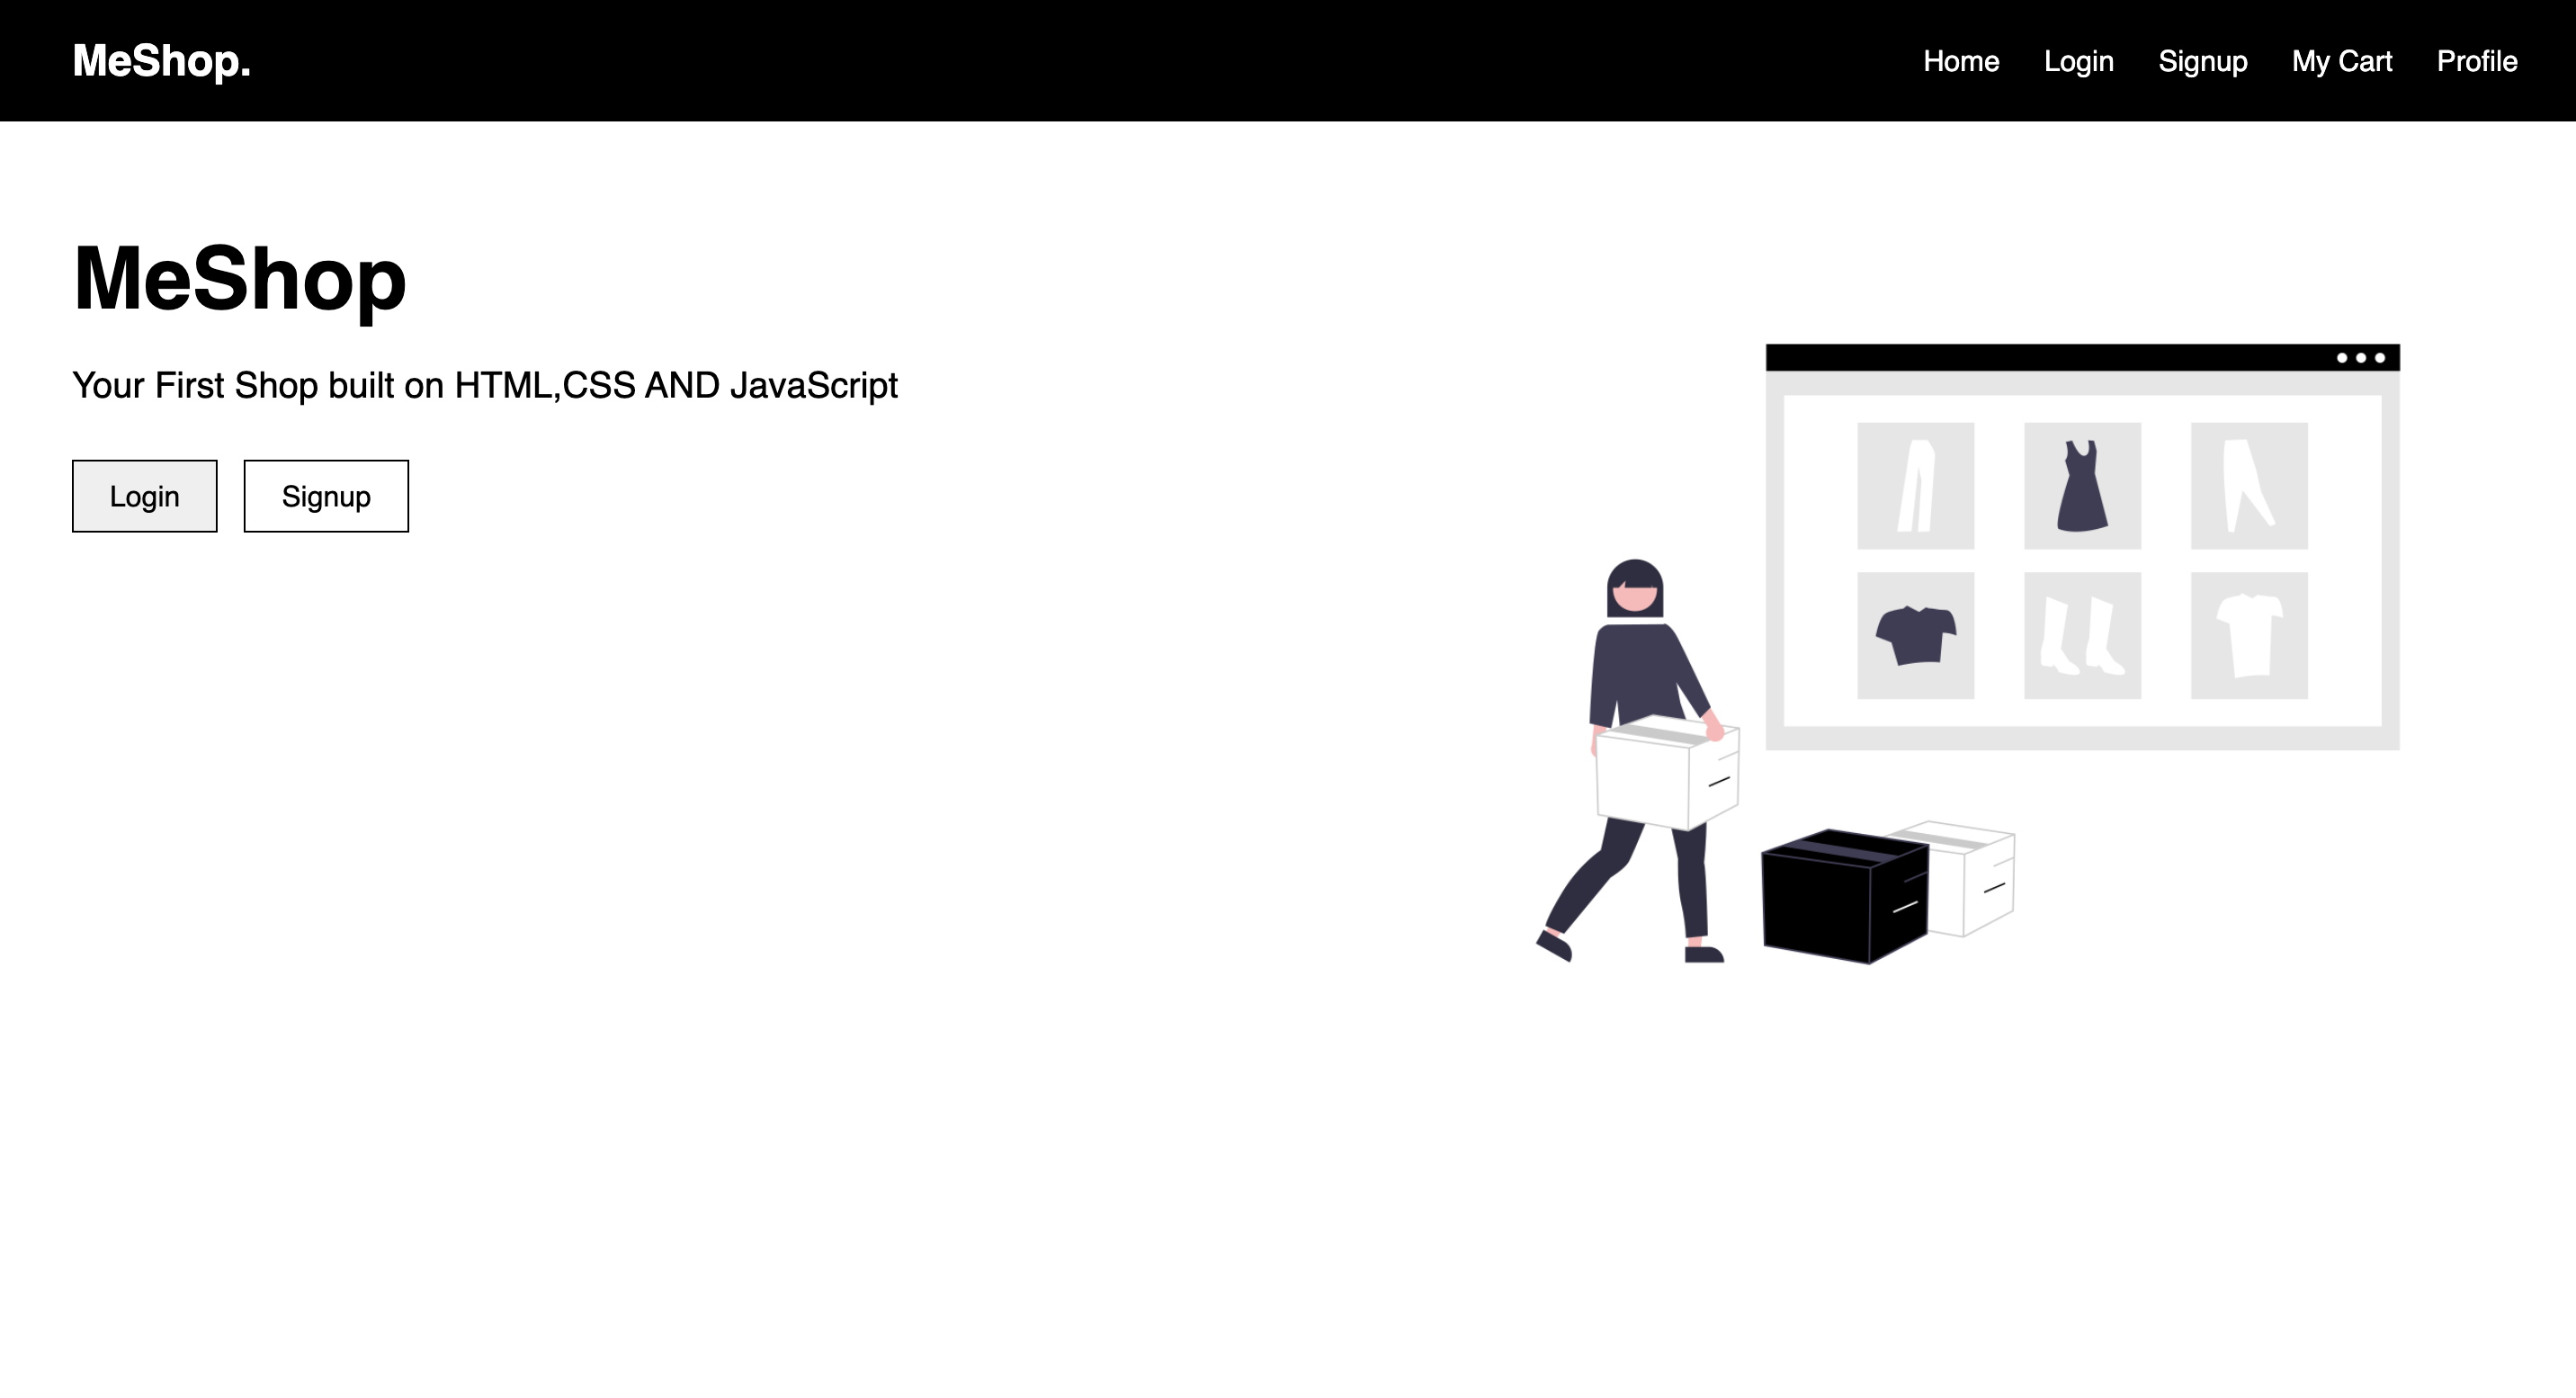 MeShop.
Home Login Signup My Cart Profile
MeShop
Your First Shop built on HTML,CSS AND JavaScript
Login Signup